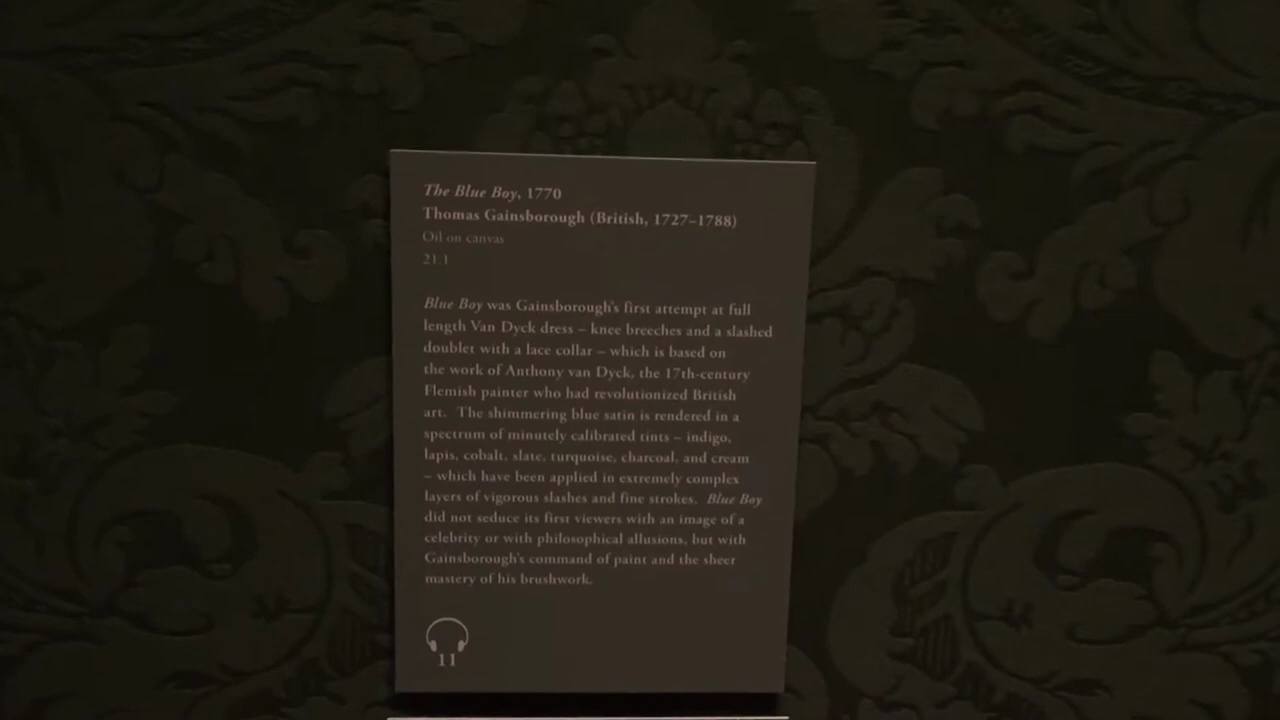 The Blue Boy, 1770
Thomas Gainsborough (British, 1727–1788)
Oil on canvas
21.1
Blue Boy was Gainsborough's first attempt at full
length Van Dyck dress – knee breeches and a slashed
doublet with a lace collar – which is based on
the work of Anthony van Dyck, the 17th-century
Flemish painter who had revolutionized British
art. The shimmering blue satin is rendered in a
spectrum of minutely calibrated tints – indigo,
lapis, cobalt, slate, turquoise, charcoal, and cream
– which have been applied in extremely complex
layers of vigorous slashes and fine strokes. Blue Boy
did not seduce its first viewers with an image of a
celebrity or with philosophical allusions, but with
Gainsborough's command of paint and the sheer
mastery of his brushwork.
11